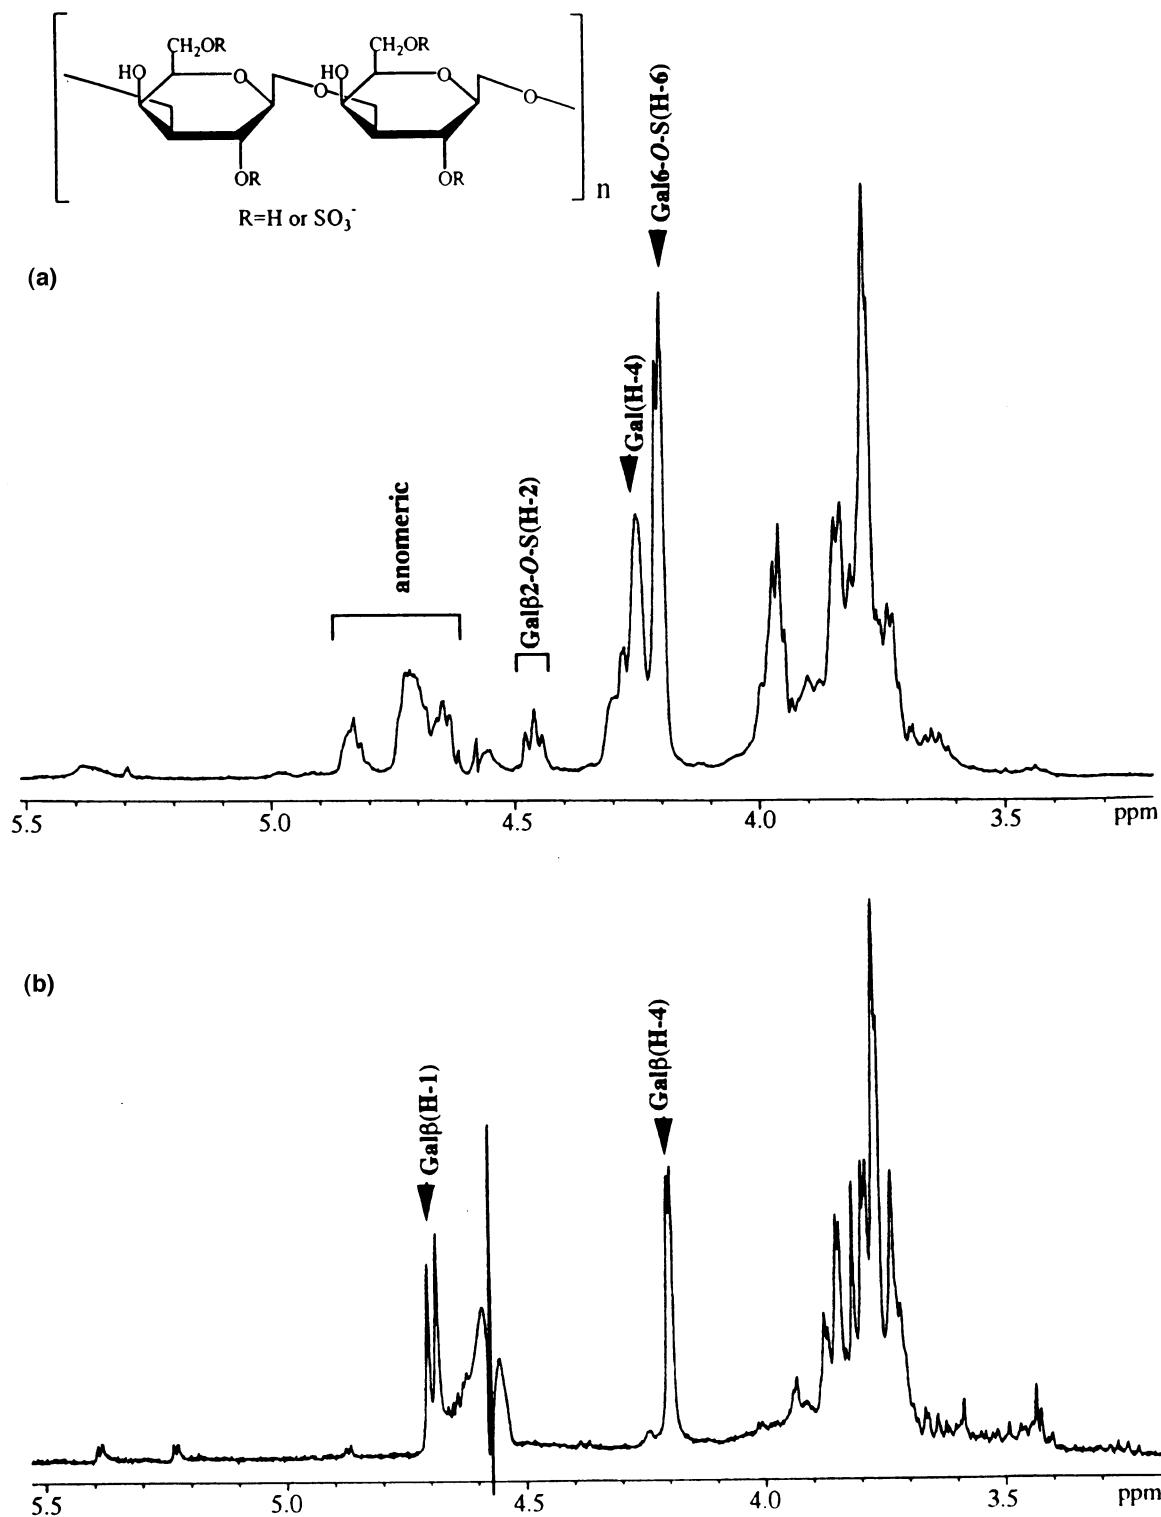 CH₂OR CH₂OR
HO O HO O
O O
OR OR
n
R=H or SO₃⁻
(a)
Gal6-O-S(H-6)
Gal(H-4)
anomeric
Galβ2-O-S(H-2)
5.5 5.0 4.5 4.0 3.5 ppm
(b)
Galβ(H-1)
Galβ(H-4)
5.5 5.0 4.5 4.0 3.5 ppm